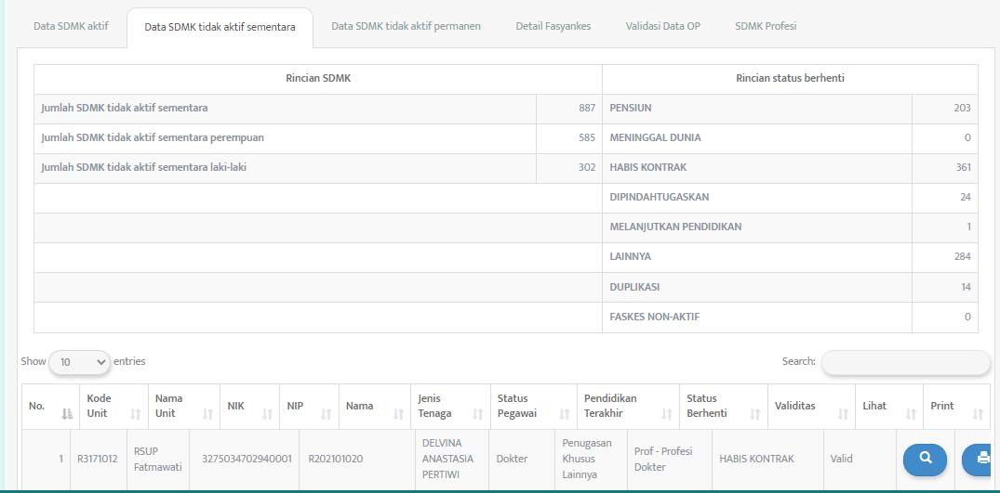 Data SDMK aktif Data SDMK tidak aktif sementara Data SDMK tidak aktif permanen Detail Fasyankes Validasi Data OP SDMK Profesi
Rincian SDMK Rincian status berhenti
Jumlah SDMK tidak aktif sementara 887 PENSIUN 203
Jumlah SDMK tidak aktif sementara perempuan 585 MENINGGAL DUNIA 0
Jumlah SDMK tidak aktif sementara laki-laki 302 HABIS KONTRAK 361
DIPINDAHTUGASKAN 24
MELANJUTKAN PENDIDIKAN 1
LAINNYA 284
DUPLIKASI 14
FASKES NON-AKTIF 0
Show 10 entries Search:
No. Kode Unit Nama Unit NIK NIP Nama Jenis Tenaga Status Pegawai Pendidikan Terakhir Status Berhenti Validitas Lihat Print
1 R3171012 RSUP Fatmawati 3275034702940001 R202101020 DELVINA ANASTASIA PERTIWI Dokter Penugasan Khusus Lainnya Prof - Profesi Dokter HABIS KONTRAK Valid